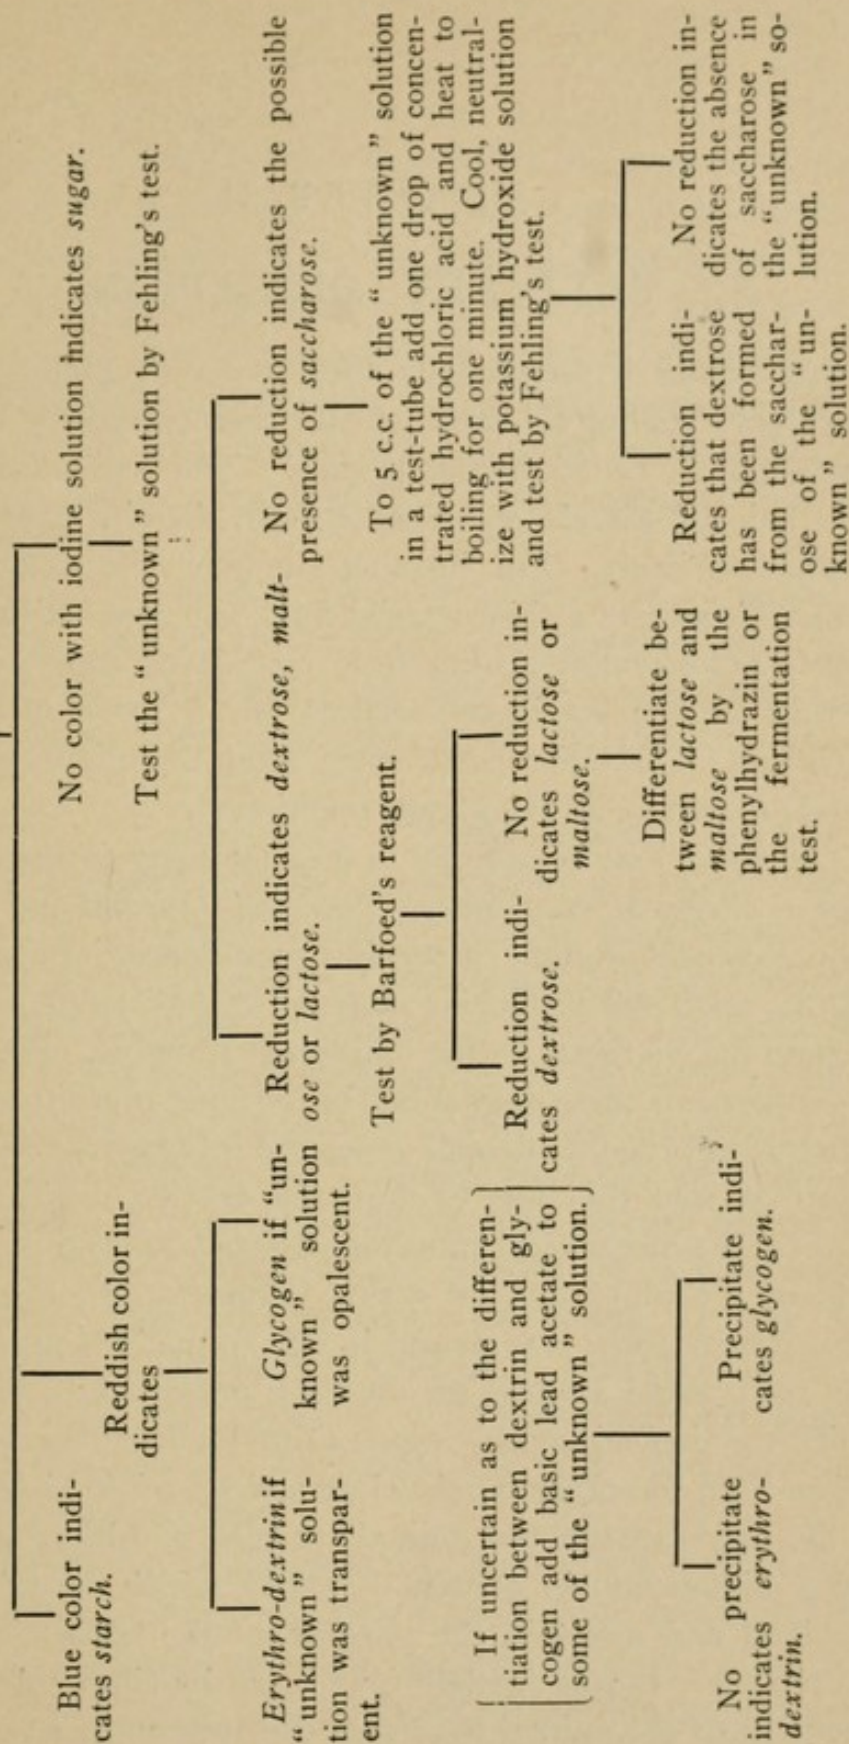 Blue color indi-
cates starch.
Reddish color in-
dicates
No color with iodine solution indicates sugar.
Test the “ unknown ” solution by Fehling's test.
Erythro-dextrin if
“ unknown ” solu-
tion was transpar-
ent.
Glycogen if “un-
known ” solution
was opalescent.
Reduction indicates dextrose, malt-
ose or lactose.
No reduction indicates the possible
presence of saccharose.
Test by Barfoed's reagent.
To 5 c.c. of the “ unknown ” solution
in a test-tube add one drop of concen-
trated hydrochloric acid and heat to
boiling for one minute. Cool, neutral-
ize with potassium hydroxide solution
and test by Fehling's test.
If uncertain as to the differen-
tiation between dextrin and gly-
cogen add basic lead acetate to
some of the “ unknown ” solution.
Reduction indi-
cates dextrose.
No reduction in-
dicates lactose or
maltose.
Differentiate be-
tween lactose and
maltose by the
phenylhydrazin or
the fermentation
test.
Reduction indi-
cates that dextrose
has been formed
from the sacchar-
ose of the “ un-
known ” solution.
No reduction in-
dicates the absence
of saccharose in
the “ unknown ” so-
lution.
No precipitate
indicates erythro-
dextrin.
Precipitate indi-
cates glycogen.